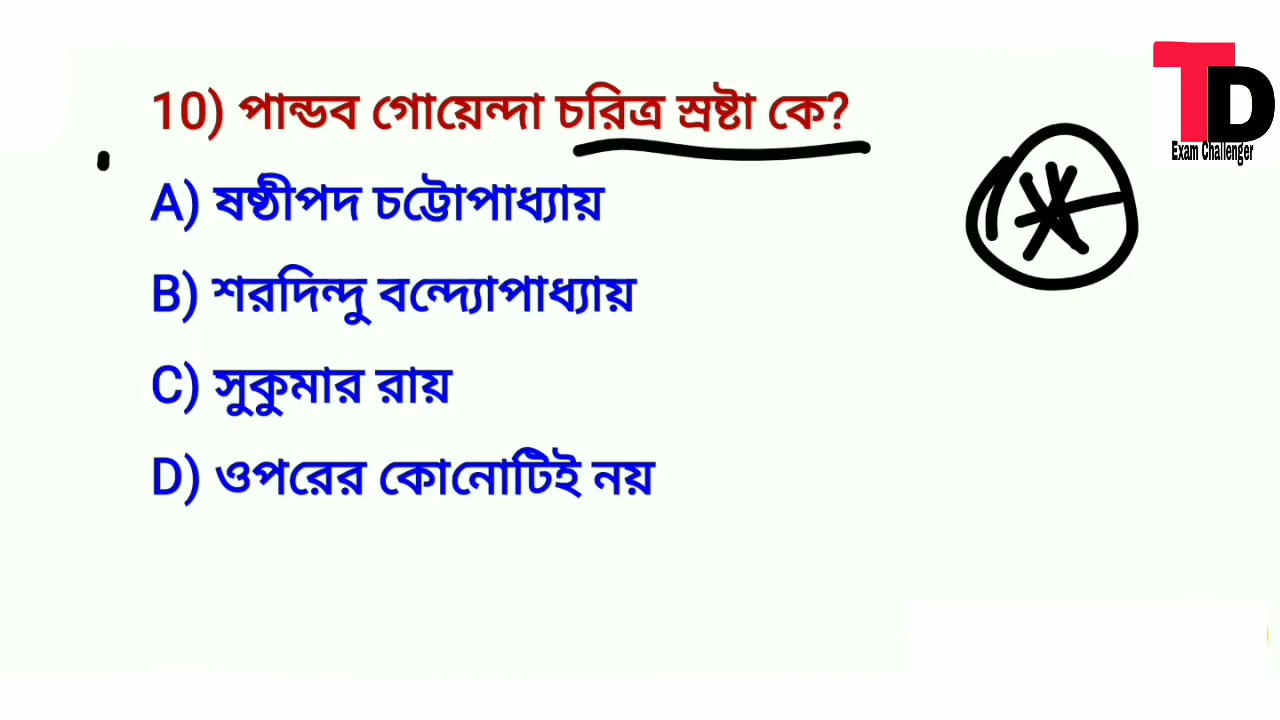 TD
Exam Challenger
10) পান্ডব গোয়েন্দা চরিত্র স্রষ্টা কে?
A) ষষ্ঠীপদ চট্টোপাধ্যায়
B) শরদিন্দু বন্দ্যোপাধ্যায়
C) সুকুমার রায়
D) ওপরের কোনোটিই নয়